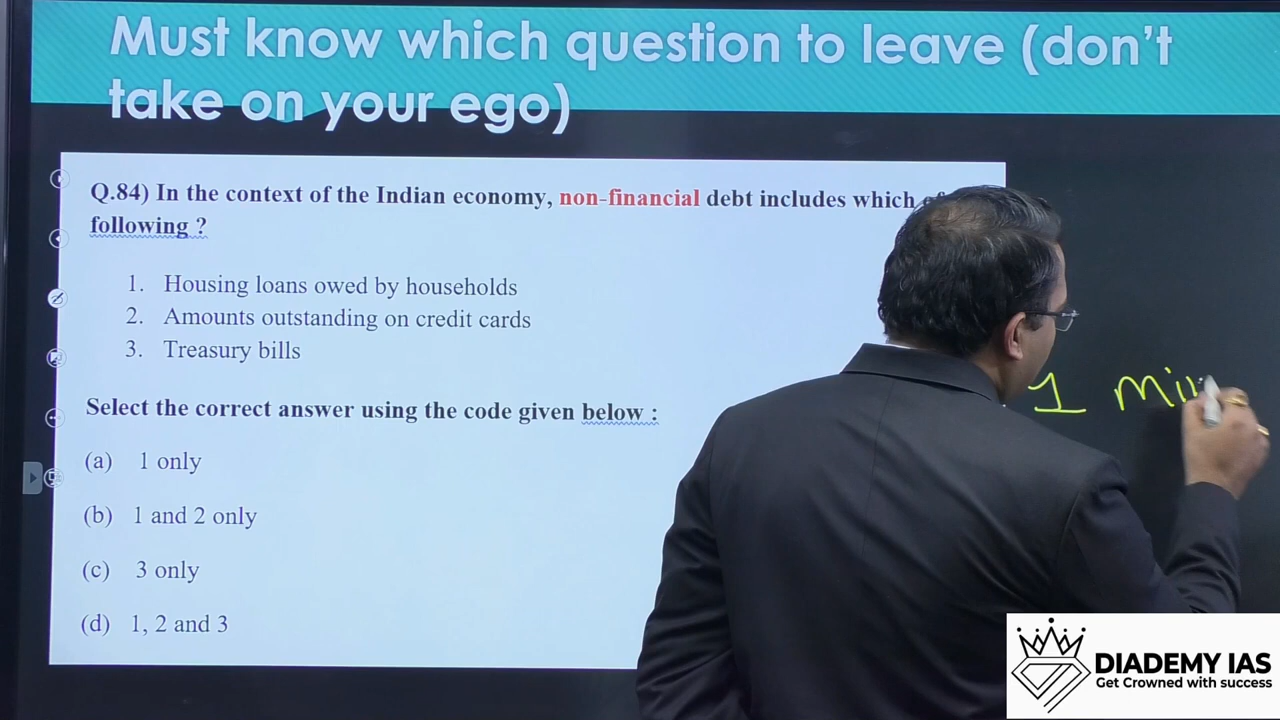 Must know which question to leave (don't
take on your ego)
Q.84) In the context of the Indian economy, non-financial debt includes which
following ?
1. Housing loans owed by households
2. Amounts outstanding on credit cards
3. Treasury bills
Select the correct answer using the code given below :
(a) 1 only
(b) 1 and 2 only
(c) 3 only
(d) 1, 2 and 3
1
DIADEMY IAS
Get Crowned with success